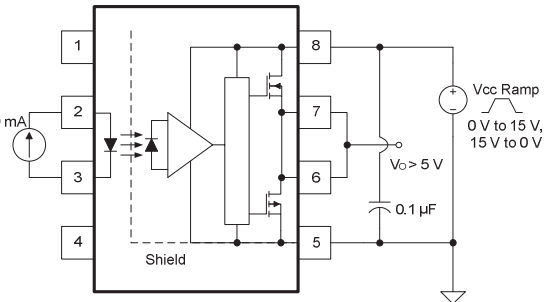 1
8
Vcc Ramp
2
7
mA
0 V to 15 V,
15 V to 0 V
VO > 5 V
3
6
0.1 µF
4
5
Shield